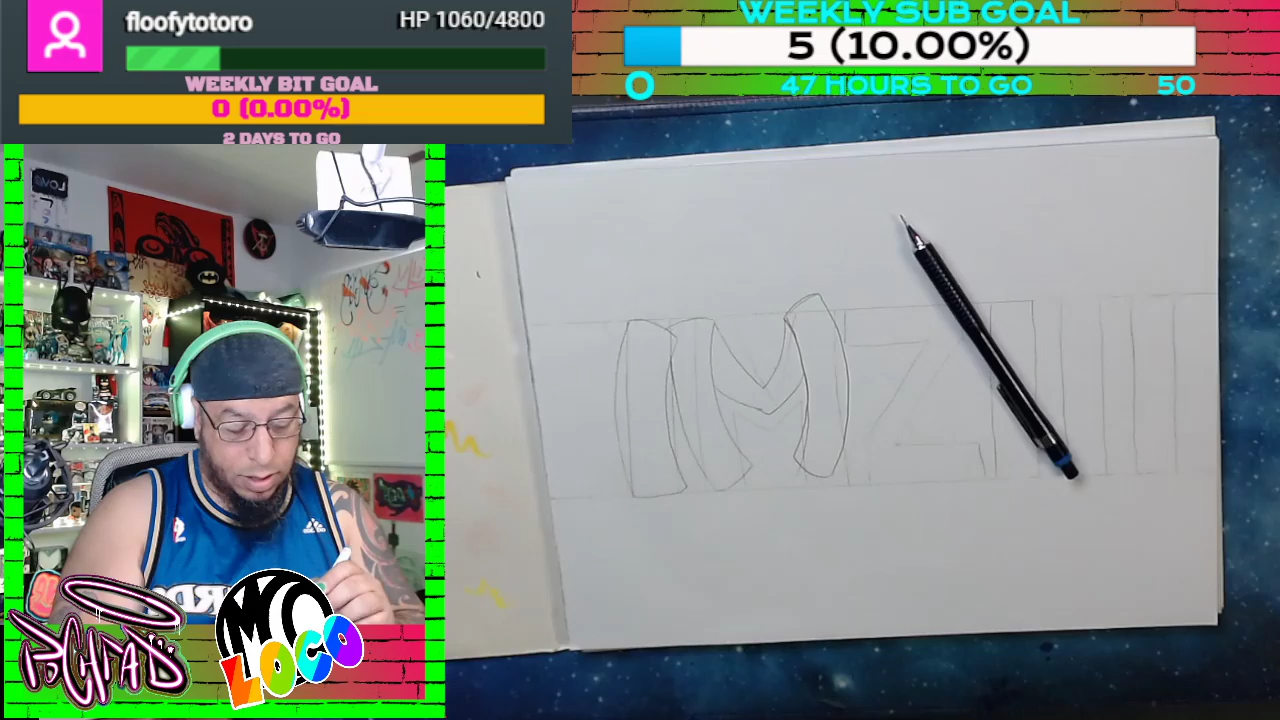 floofytotoro
HP 1060/4800
WEEKLY BIT GOAL
0 (0.00%)
2 DAYS TO GO
WEEKLY SUB GOAL
5 (10.00%)
0
47 HOURS TO GO
50
MC
LOCO